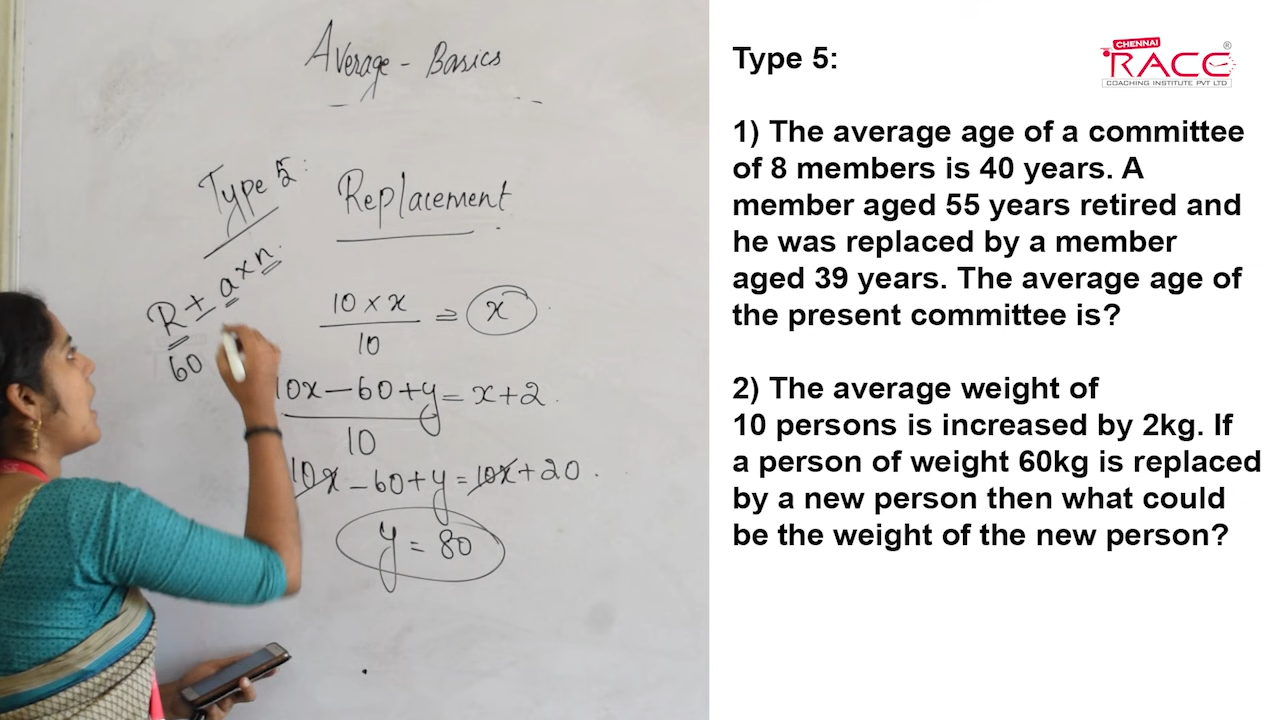 Average - Basics
Type 5:
Replacement
R ± a × n
60
10 × x
10
= x
10x - 60 + y = x + 2
10
10x - 60 + y = 10x + 20
y = 80
Type 5:
CHENNAI
RACE
®
COACHING INSTITUTE PVT LTD
1) The average age of a committee
of 8 members is 40 years. A
member aged 55 years retired and
he was replaced by a member
aged 39 years. The average age of
the present committee is?
2) The average weight of
10 persons is increased by 2kg. If
a person of weight 60kg is replaced
by a new person then what could
be the weight of the new person?